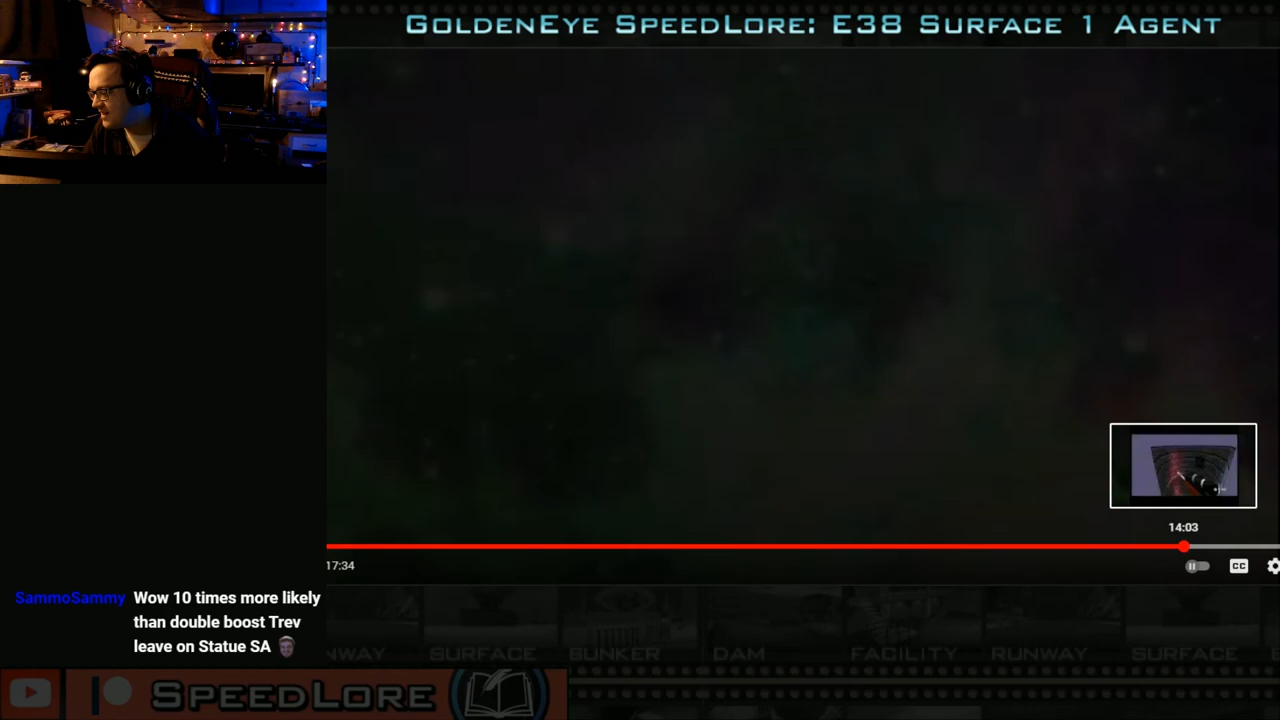 GoldenEye SpeedLore: E38 Surface 1 Agent
14:03
17:34
CC
SammoSammy Wow 10 times more likely
than double boost Trev
leave on Statue SA
NWAY SURFACE BUNKER DAM FACILITY RUNWAY SURFACE
SpeedLore